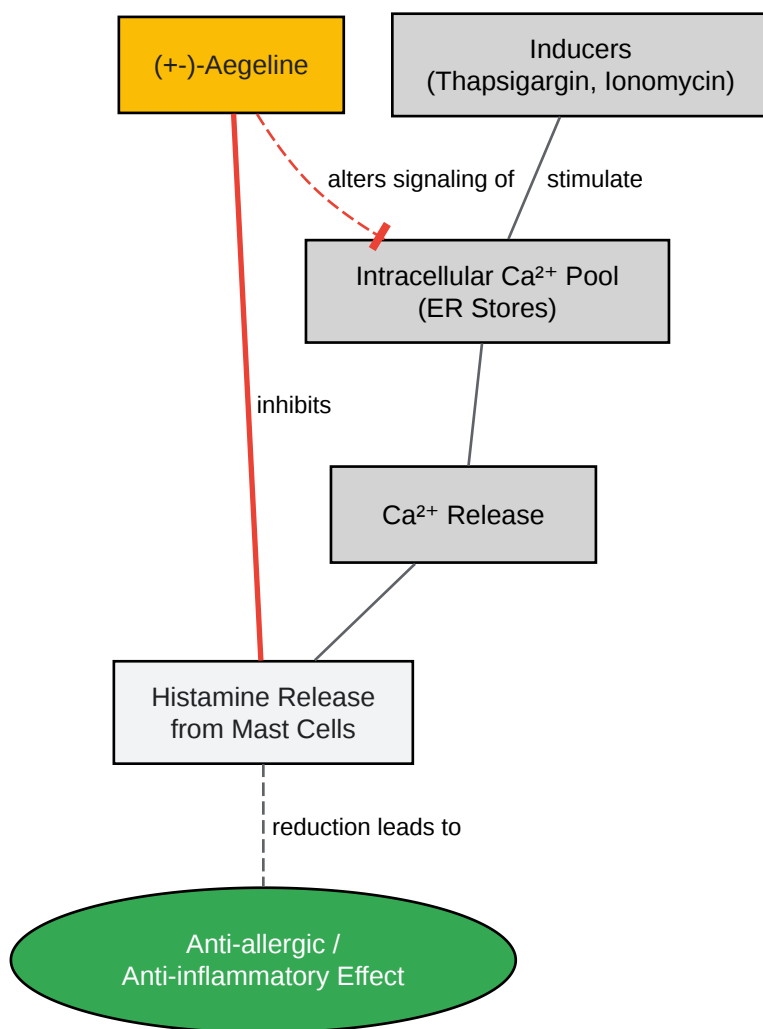 (+-)-Aegeline
Inducers
(Thapsigargin, Ionomycin)
alters signaling of
stimulate
Intracellular Ca²⁺ Pool
(ER Stores)
inhibits
Ca²⁺ Release
Histamine Release
from Mast Cells
reduction leads to
Anti-allergic /
Anti-inflammatory Effect